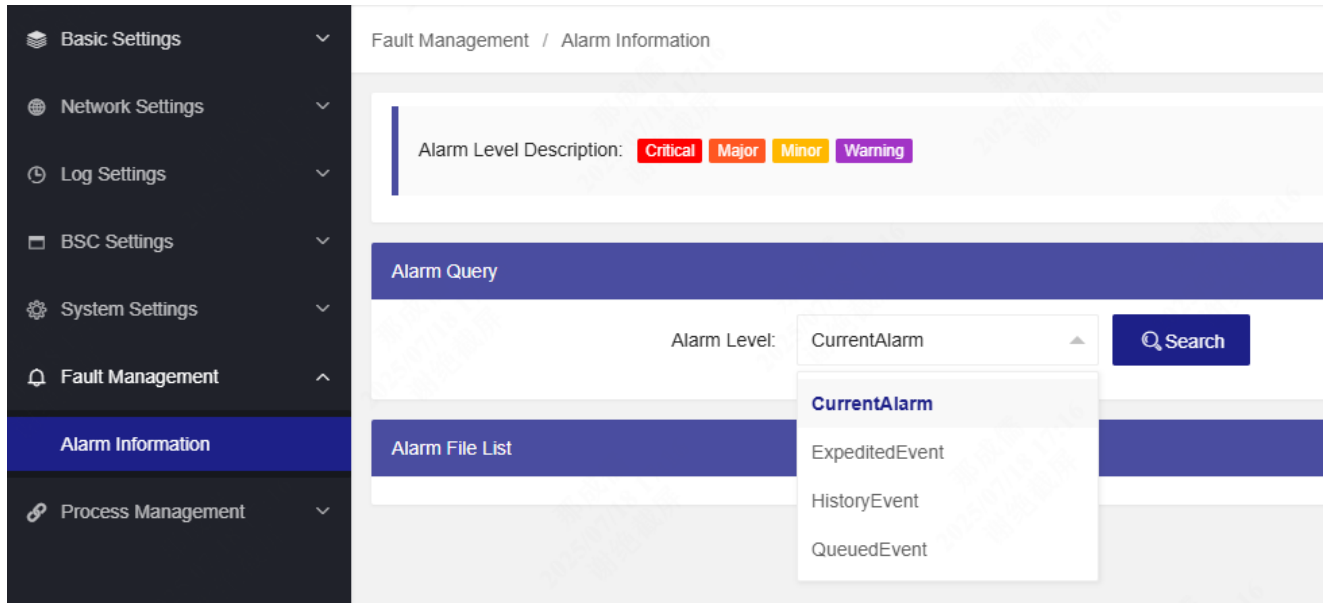 Basic Settings
Fault Management / Alarm Information
Network Settings
Alarm Level Description: Critical Major Minor Warning
Log Settings
BSC Settings
Alarm Query
System Settings
Alarm Level: CurrentAlarm Search
Fault Management
CurrentAlarm
Alarm Information
Alarm File List
ExpeditedEvent
HistoryEvent
Process Management
QueuedEvent